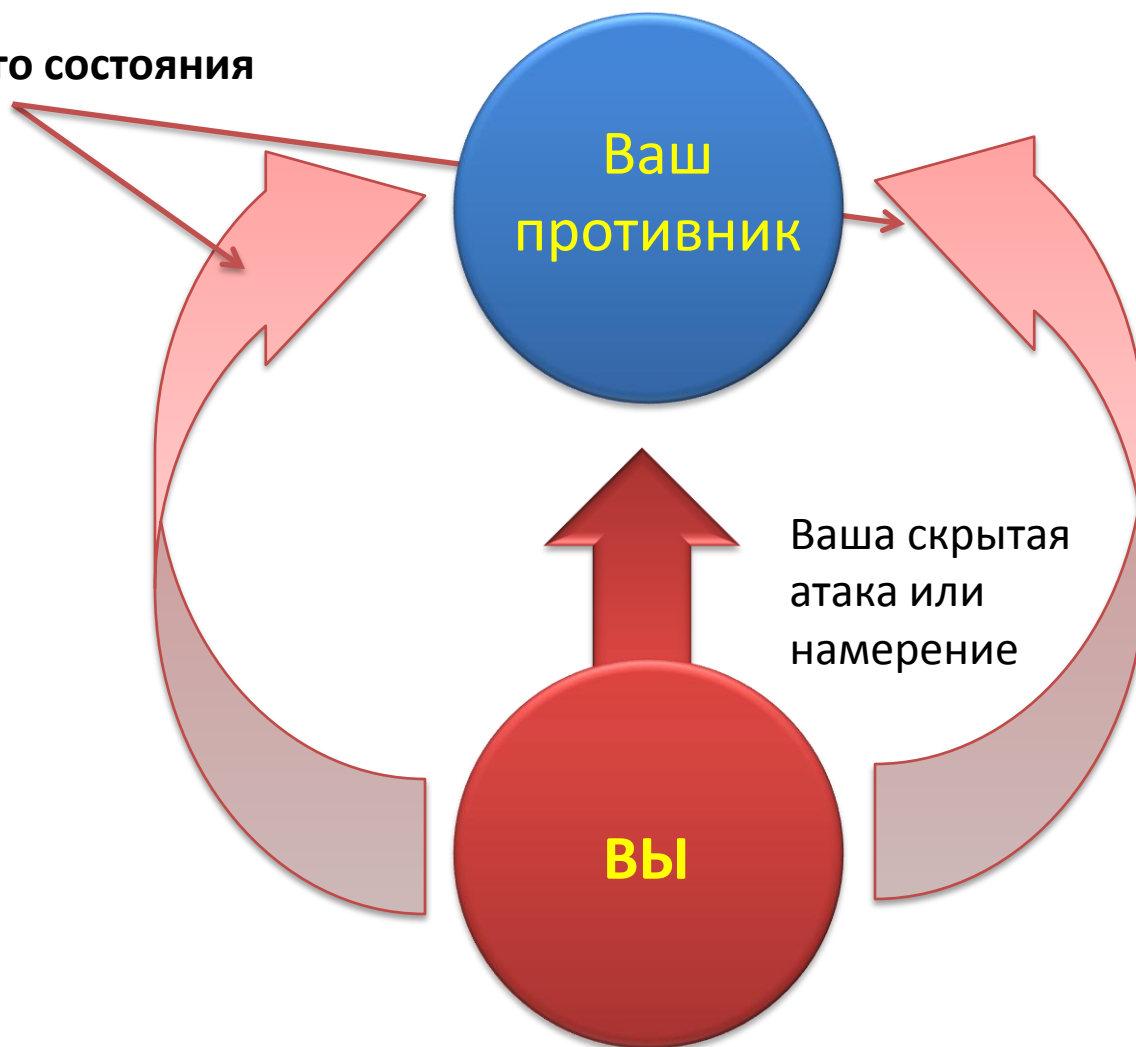 го состояния
Ваш
противник
Ваша скрытая
атака или
намерение
ВЫ